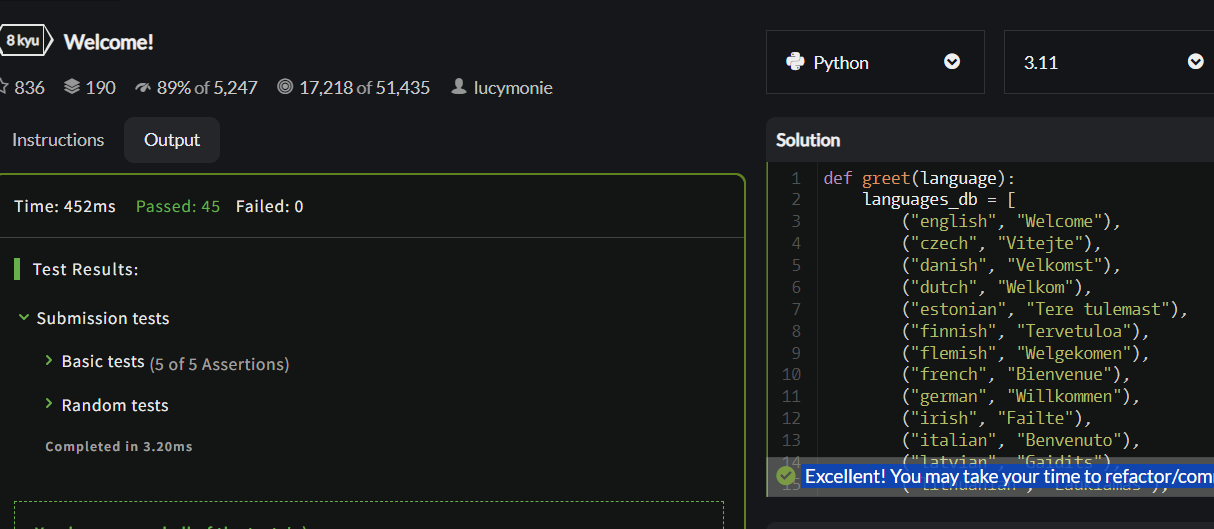 8 kyu Welcome!
836 190 89% of 5,247 17,218 of 51,435 lucymonie
Python
3.11
Instructions Output
Time: 452ms Passed: 45 Failed: 0
Test Results:
Submission tests
Basic tests (5 of 5 Assertions)
Random tests
Completed in 3.20ms
Solution
1 def greet(language):
2 languages_db = [
3 ("english", "Welcome"),
4 ("czech", "Vitejte"),
5 ("danish", "Velkomst"),
6 ("dutch", "Welkom"),
7 ("estonian", "Tere tulemast"),
8 ("finnish", "Tervetuloa"),
9 ("flemish", "Welgekomen"),
10 ("french", "Bienvenue"),
11 ("german", "Willkommen"),
12 ("irish", "Failte"),
13 ("italian", "Benvenuto"),
14 ("latvian", "Gaidits"),
Excellent! You may take your time to refactor/com